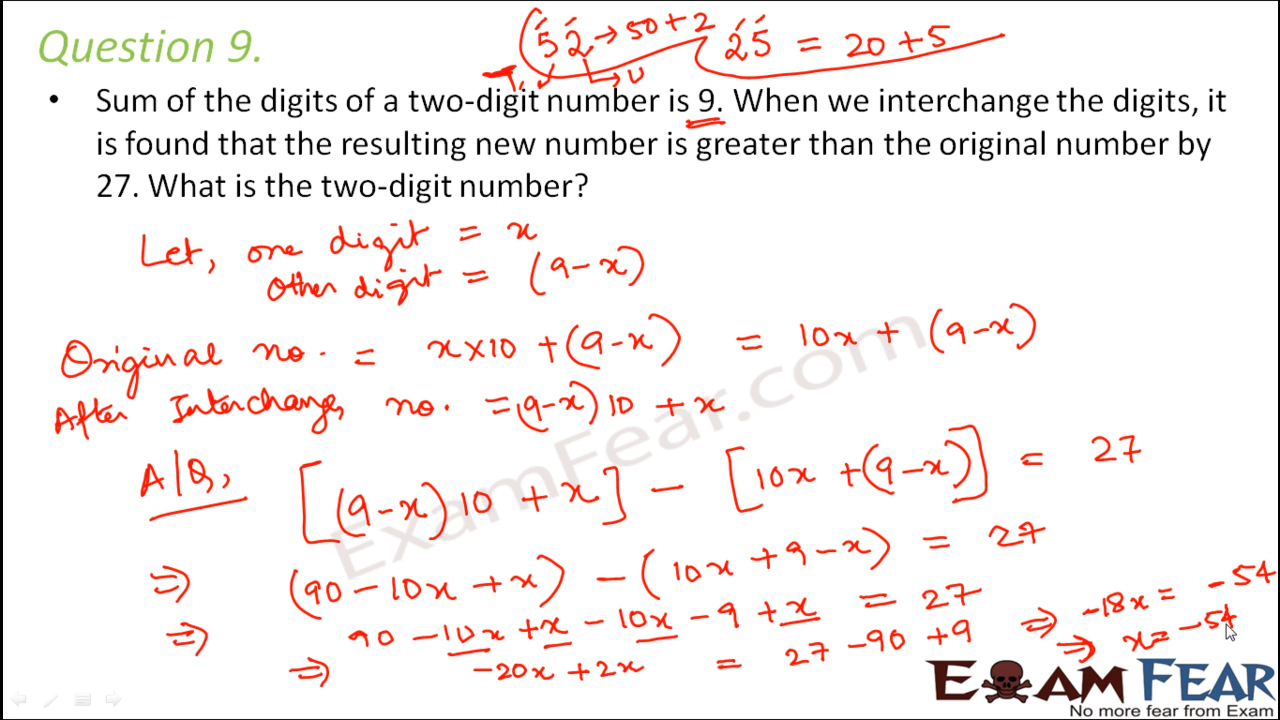 Question 9.
(52 → 50 + 2 25 = 20 + 5
T. U
• Sum of the digits of a two-digit number is 9. When we interchange the digits, it
is found that the resulting new number is greater than the original number by
27. What is the two-digit number?
Let, one digit = x
Other digit = (9-x)
Original no. = x×10 + (9-x) = 10x + (9-x)
After Interchange, no. = (9-x)10 + x
A/Q, [(9-x)10 + x] - [10x + (9-x)] = 27
⇒ (90 - 10x + x) - (10x + 9 - x) = 27
⇒ 90 - 10x + x - 10x - 9 + x = 27
⇒ -20x + 2x = 27 - 90 + 9
⇒ -18x = -54
⇒ x = -54
ExamFear.com
EXAM FEAR
No more fear from Exam